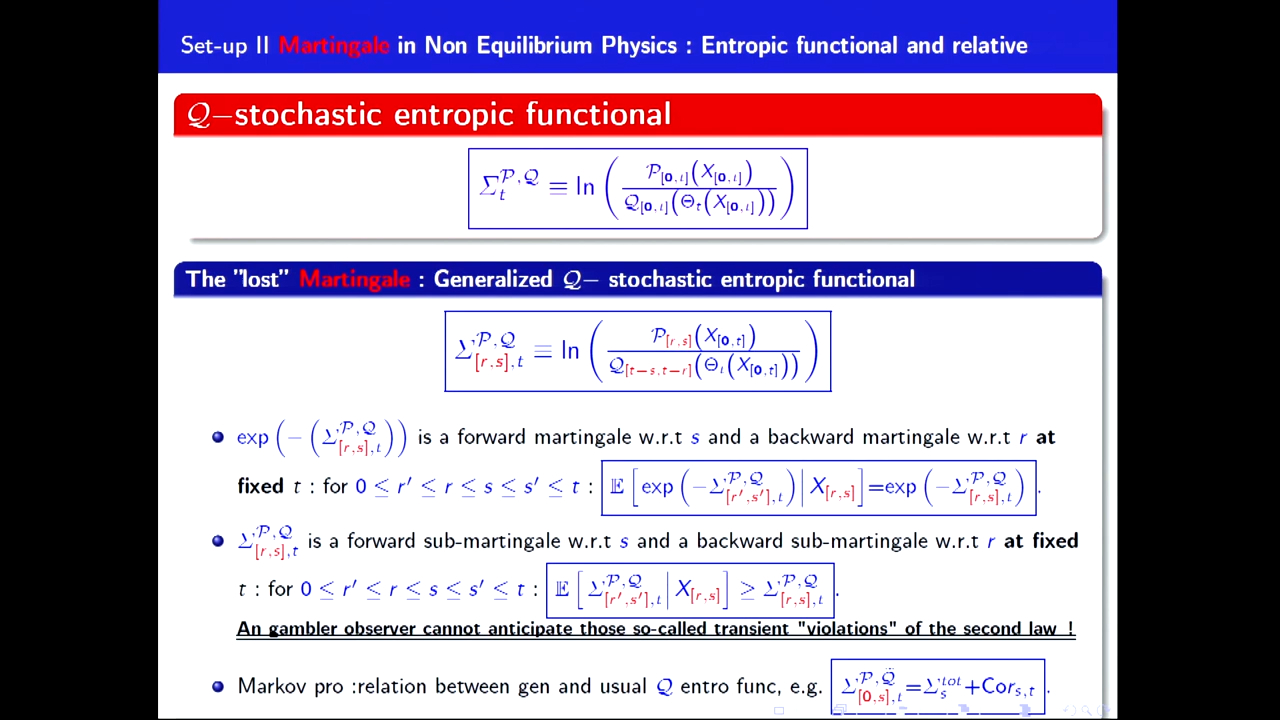 Set-up II Martingale in Non Equilibrium Physics : Entropic functional and relative
𝒬−stochastic entropic functional
Σ_t^{𝒫,𝒬} ≡ ln ( 𝒫_{[0,t]}(X_{[0,t]}) / 𝒬_{[0,t]}(Θ_t(X_{[0,t]})) )
The "lost" Martingale : Generalized 𝒬− stochastic entropic functional
Σ_{[r,s],t}^{𝒫,𝒬} ≡ ln ( 𝒫_{[r,s]}(X_{[0,t]}) / 𝒬_{[t−s,t−r]}(Θ_t(X_{[0,t]})) )
exp (− (Σ_{[r,s],t}^{𝒫,𝒬})) is a forward martingale w.r.t s and a backward martingale w.r.t r at
fixed t : for 0 ≤ r′ ≤ r ≤ s ≤ s′ ≤ t : 𝔼 [ exp (−Σ_{[r′,s′],t}^{𝒫,𝒬}) | X_{[r,s]} ] =exp (−Σ_{[r,s],t}^{𝒫,𝒬}) .
Σ_{[r,s],t}^{𝒫,𝒬} is a forward sub-martingale w.r.t s and a backward sub-martingale w.r.t r at fixed
t : for 0 ≤ r′ ≤ r ≤ s ≤ s′ ≤ t : 𝔼 [ Σ_{[r′,s′],t}^{𝒫,𝒬} | X_{[r,s]} ] ≥ Σ_{[r,s],t}^{𝒫,𝒬} .
An gambler observer cannot anticipate those so-called transient "violations" of the second law !
Markov pro :relation between gen and usual 𝒬 entro func, e.g. Σ_{[0,s],t}^{𝒫,𝒬̈} =Σ_s^{tot}+Cor_{s,t} .